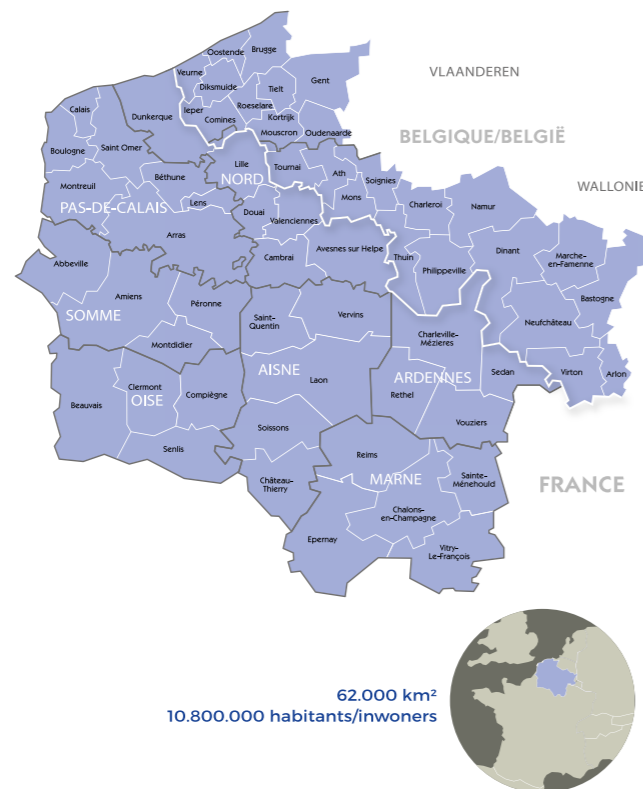 Oostende
Brugge
VLAANDEREN
Veurne
Gent
Diksmuide
Tielt
Calais
Roeselare
Ieper
Dunkerque
Comines
Kortrijk
Mouscron
Oudenaarde
BELGIQUE/BELGIË
Saint Omer
Boulogne
Lille
Tournai
NORD
Ath
Soignies
Béthune
WALLONIE
Montreuil
Mons
Lens
Charleroi
Namur
PAS-DE-CALAIS
Douai
Valenciennes
Arras
Avesnes sur Helpe
Dinant
Marche-
en-Famenne
Cambrai
Thuin
Philippeville
Abbeville
Amiens
Péronne
Bastogne
SOMME
Saint-
Quentin
Vervins
Neufchâteau
Charleville-
Mézieres
Montdidier
AISNE
Sedan
Virton
Arlon
Clermont
Laon
ARDENNES
Compiègne
Rethel
OISE
Beauvais
Vouziers
Soissons
Senlis
Reims
Château-
Thierry
MARNE
Sainte-
Ménehould
FRANCE
Chalons-
en-Champagne
Epernay
Vitry-
Le-François
62.000 km²
10.800.000 habitants/inwoners